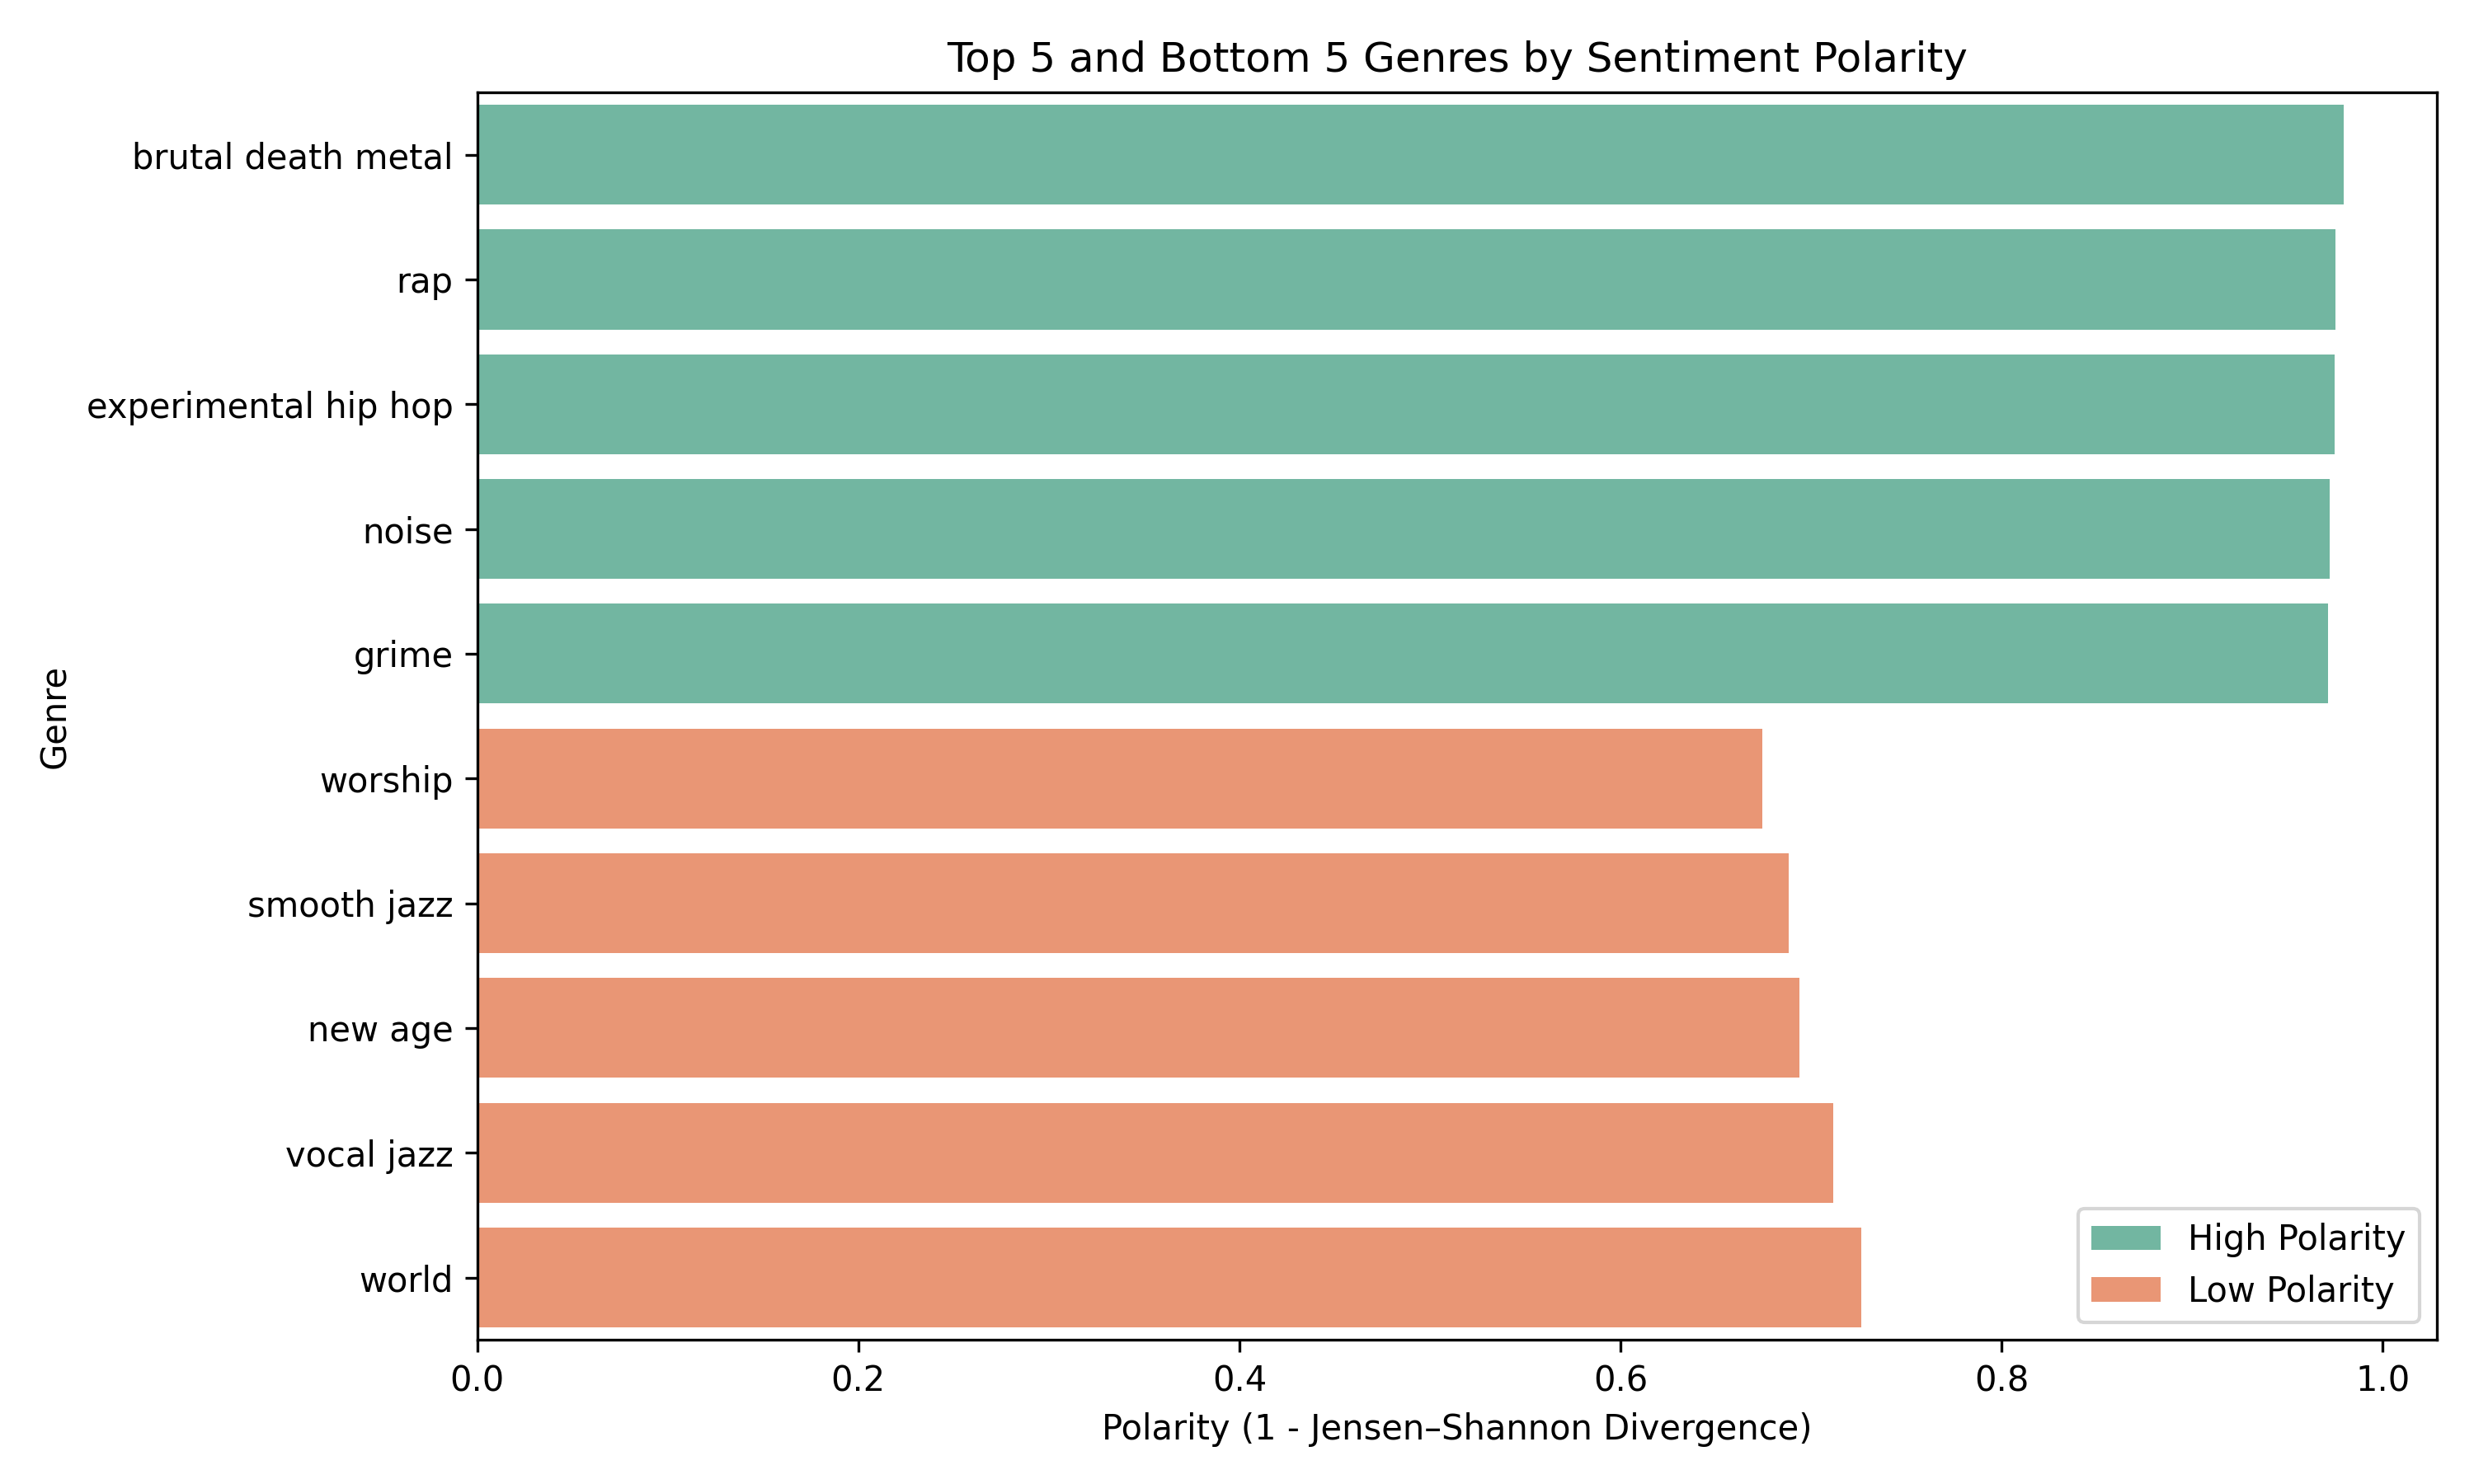 Top 5 and Bottom 5 Genres by Sentiment Polarity
Genre
brutal death metal
rap
experimental hip hop
noise
grime
worship
smooth jazz
new age
vocal jazz
world
High Polarity
Low Polarity
0.0 0.2 0.4 0.6 0.8 1.0
Polarity (1 - Jensen–Shannon Divergence)